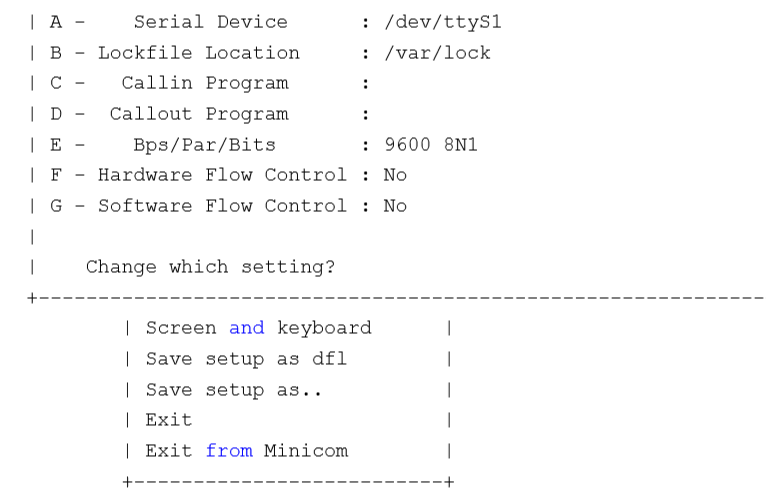 | A -    Serial Device      : /dev/ttyS1
| B - Lockfile Location     : /var/lock
| C -   Callin Program      :
| D -  Callout Program      :
| E -    Bps/Par/Bits       : 9600 8N1
| F - Hardware Flow Control : No
| G - Software Flow Control : No
|
|    Change which setting?
+-------------------------------------------------------------
        | Screen and keyboard      |
        | Save setup as dfl        |
        | Save setup as..          |
        | Exit                     |
        | Exit from Minicom        |
        +--------------------------+